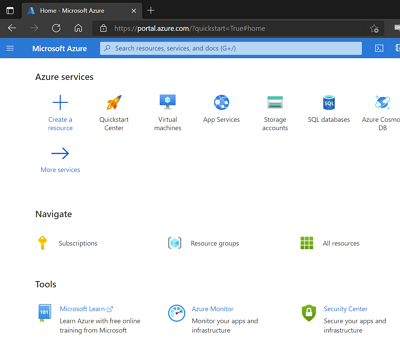 Home - Microsoft Azure
https://portal.azure.com/?quickstart=True#home
Microsoft Azure
Search resources, services, and docs (G+/)
Azure services
Create a resource
Quickstart Center
Virtual machines
App Services
Storage accounts
SQL databases
Azure Cosmo
DB
More services
Navigate
Subscriptions
Resource groups
All resources
Tools
Microsoft Learn
Learn Azure with free online
training from Microsoft
Azure Monitor
Monitor your apps and
infrastructure
Security Center
Secure your apps and
infrastructure
101